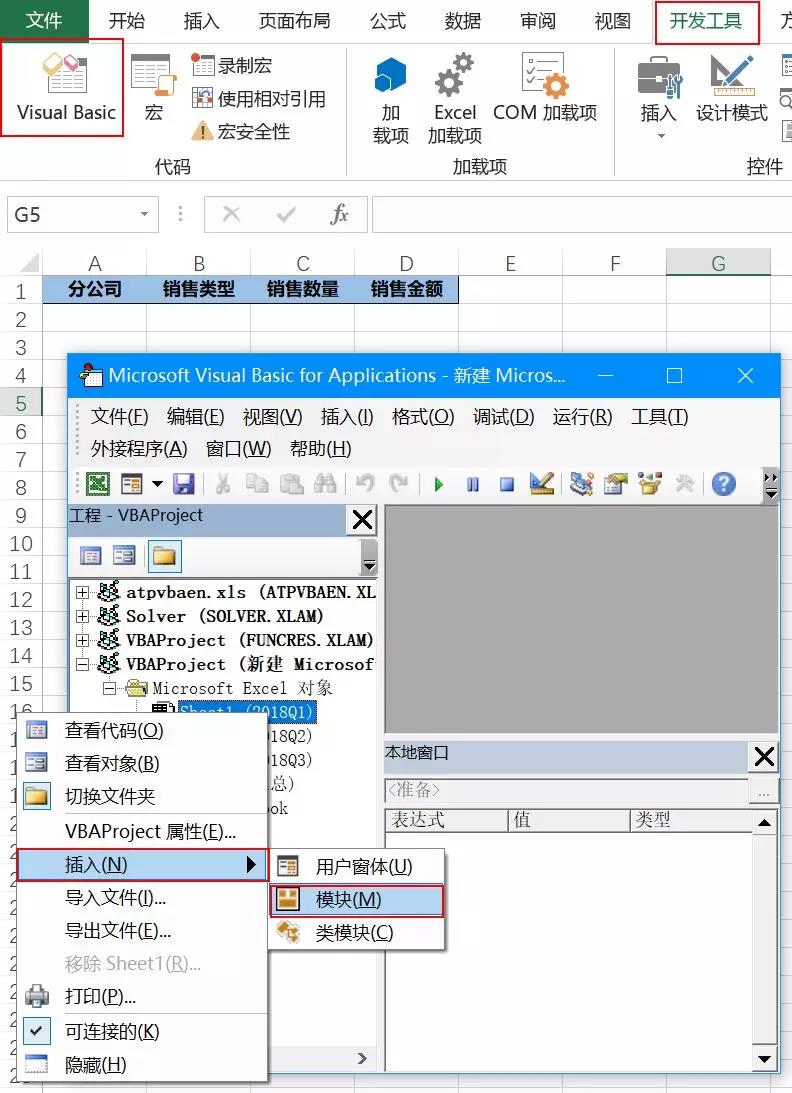 文件 开始 插入 页面布局 公式 数据 审阅 视图 开发工具
Visual Basic 宏 录制宏 使用相对引用 宏安全性
加载项 Excel 加载项 COM 加载项 插入 设计模式
代码 加载项 控件
G5 fx
A B C D E F G
1 分公司 销售类型 销售数量 销售金额
2
3
4
5
6
7
8
9
10
11
12
13
14
15
Microsoft Visual Basic for Applications - 新建 Micros...
文件(F) 编辑(E) 视图(V) 插入(I) 格式(O) 调试(D) 运行(R) 工具(T)
外接程序(A) 窗口(W) 帮助(H)
工程 - VBAProject
atpvbaen.xls (ATPVBAEN.XL
Solver (SOLVER.XLAM)
VBAProject (FUNCRES.XLAM)
VBAProject (新建 Microsof
Microsoft Excel 对象
Sheet1 (2018Q1)
018Q2)
018Q3)
总)
ok
查看代码(O)
查看对象(B)
切换文件夹
VBAProject 属性(E)...
插入(N)
导入文件(I)...
导出文件(E)...
移除 Sheet1(R)...
打印(P)...
可连接的(K)
隐藏(H)
用户窗体(U)
模块(M)
类模块(C)
本地窗口
<准备>
...
表达式 值 类型